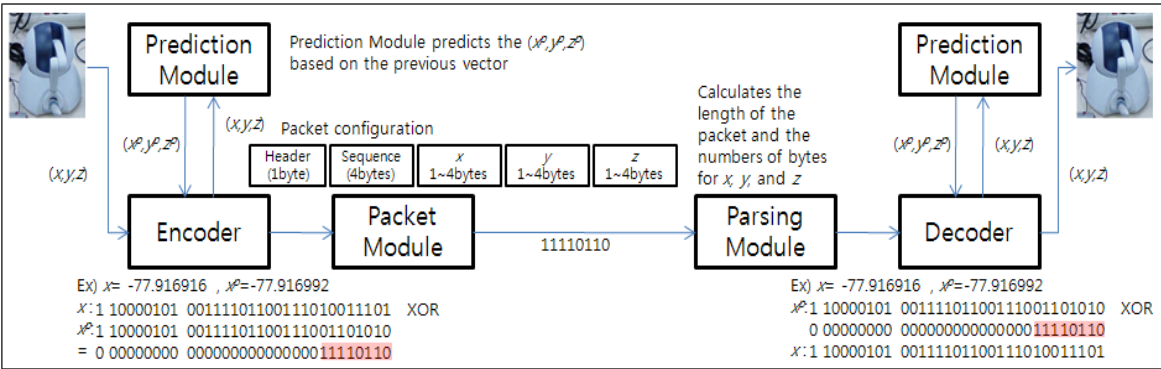 Prediction
Module
Prediction Module predicts the (xᵖ,yᵖ,zᵖ)
based on the previous vector
Prediction
Module
(xᵖ,yᵖ,zᵖ)
(x,y,z)
(x,y,z)
Packet configuration
Header
(1byte)
Sequence
(4bytes)
x
1~4bytes
y
1~4bytes
z
1~4bytes
Calculates the
length of the
packet and the
numbers of bytes
for x, y, and z
(xᵖ,yᵖ,zᵖ)
(x,y,z)
(x,y,z)
Encoder
Packet
Module
11110110
Parsing
Module
Decoder
Ex) x= -77.916916 , xᵖ=-77.916992
x:1 10000101 00111101100111010011101 XOR
xᵖ:1 10000101 00111101100111001101010
= 0 00000000 00000000000000011110110
Ex) x= -77.916916 , xᵖ=-77.916992
xᵖ:1 10000101 00111101100111001101010 XOR
0 00000000 00000000000000011110110
x:1 10000101 00111101100111010011101